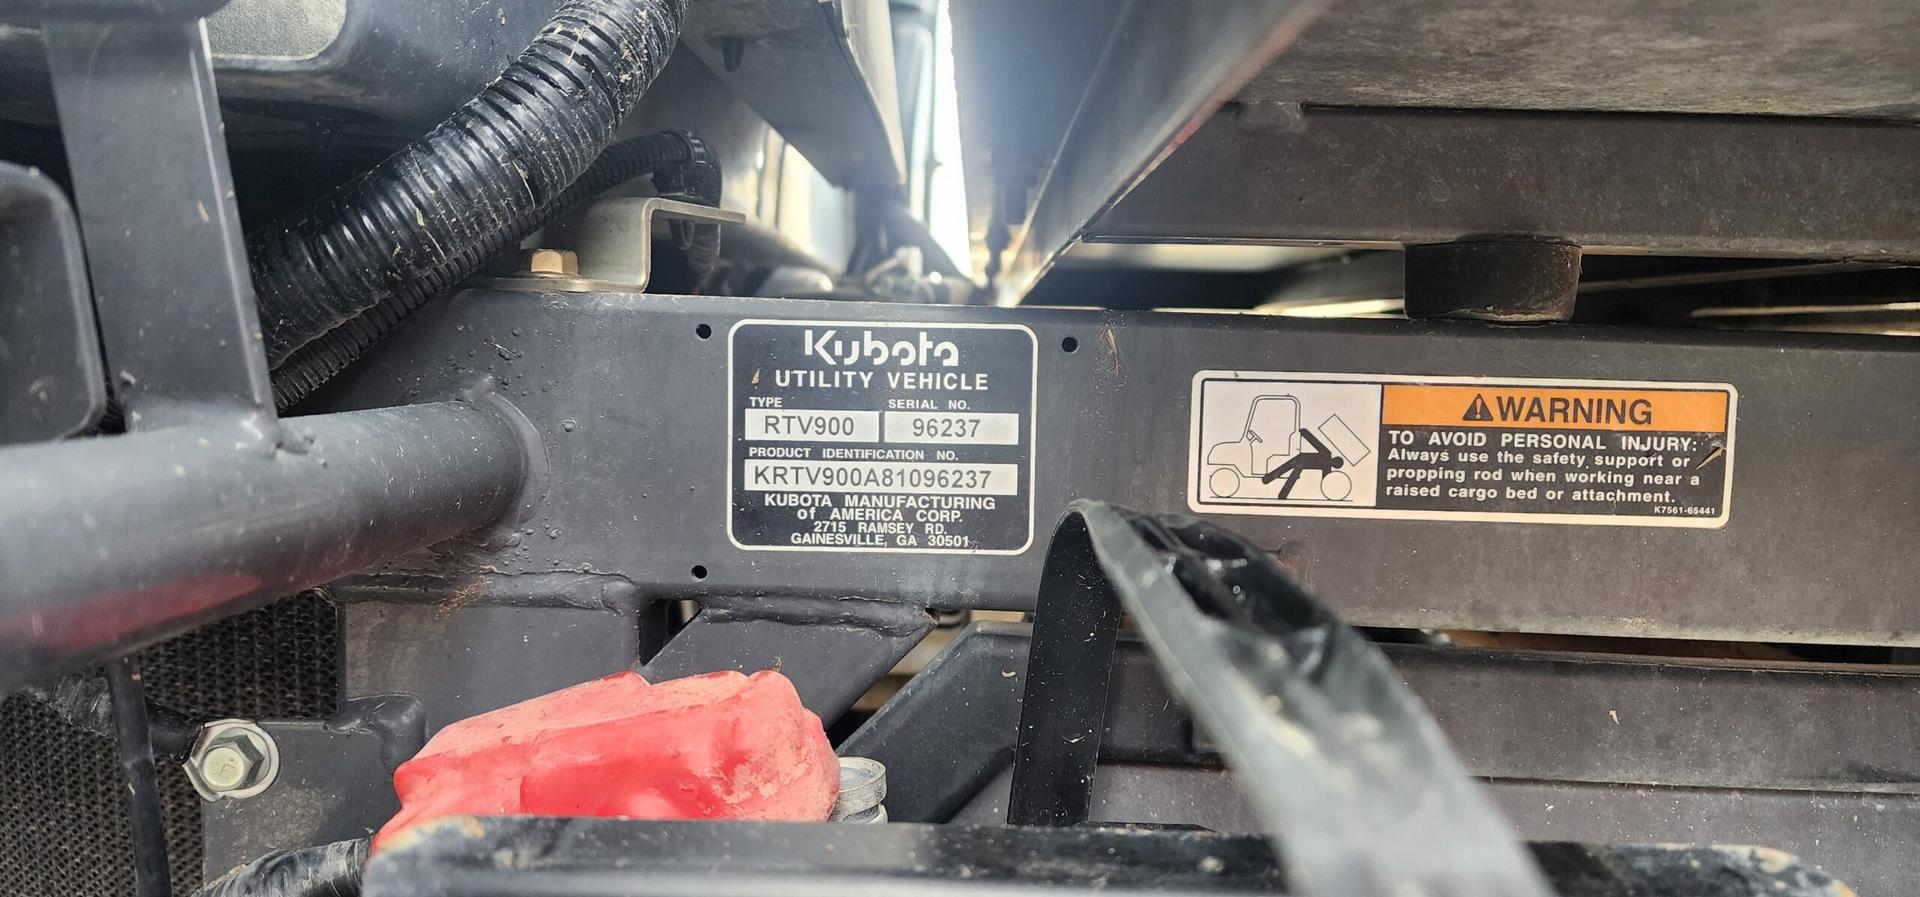 Kubota
UTILITY VEHICLE
TYPE SERIAL NO.
RTV900 96237
PRODUCT IDENTIFICATION NO.
KRTV900A81096237
KUBOTA MANUFACTURING
of AMERICA CORP.
2715 RAMSEY RD.
GAINESVILLE, GA 30501
WARNING
TO AVOID PERSONAL INJURY:
Always use the safety support or
propping rod when working near a
raised cargo bed or attachment.
K7561-65441